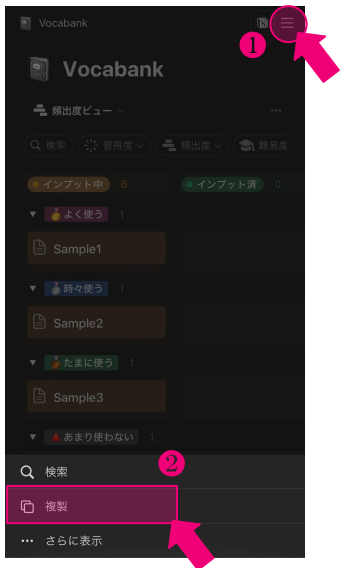 Vocabank
1
Vocabank
頻出度ビュー
検索 習得度 頻出度 難易度
インプット中 6 インプット済 0
よく使う 1
Sample1
時々使う 1
Sample2
たまに使う 1
Sample3
あまり使わない 1
2
検索
複製
さらに表示